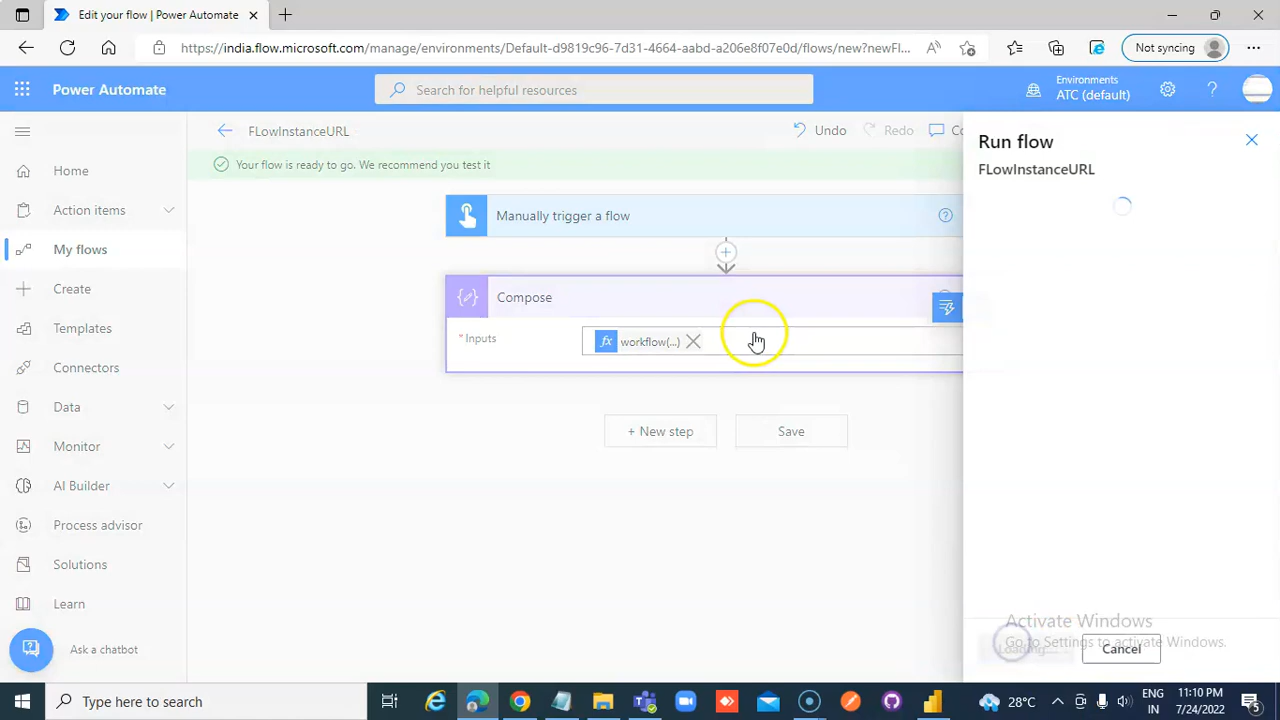 Edit your flow | Power Automate
https://india.flow.microsoft.com/manage/environments/Default-d9819c96-7d31-4664-aabd-a206e8f07e0d/flows/new?newFl...
Not syncing
Power Automate
Search for helpful resources
Environments
ATC (default)
FLowInstanceURL
Undo
Redo
Co
Your flow is ready to go. We recommend you test it
Home
Action items
My flows
Create
Templates
Connectors
Data
Monitor
AI Builder
Process advisor
Solutions
Learn
Ask a chatbot
Manually trigger a flow
Compose
* Inputs
fx workflow(...)
+ New step
Save
Run flow
FLowInstanceURL
Loading...
Cancel
Activate Windows
Go to Settings to activate Windows.
Type here to search
28°C
ENG
IN
11:10 PM
7/24/2022
5